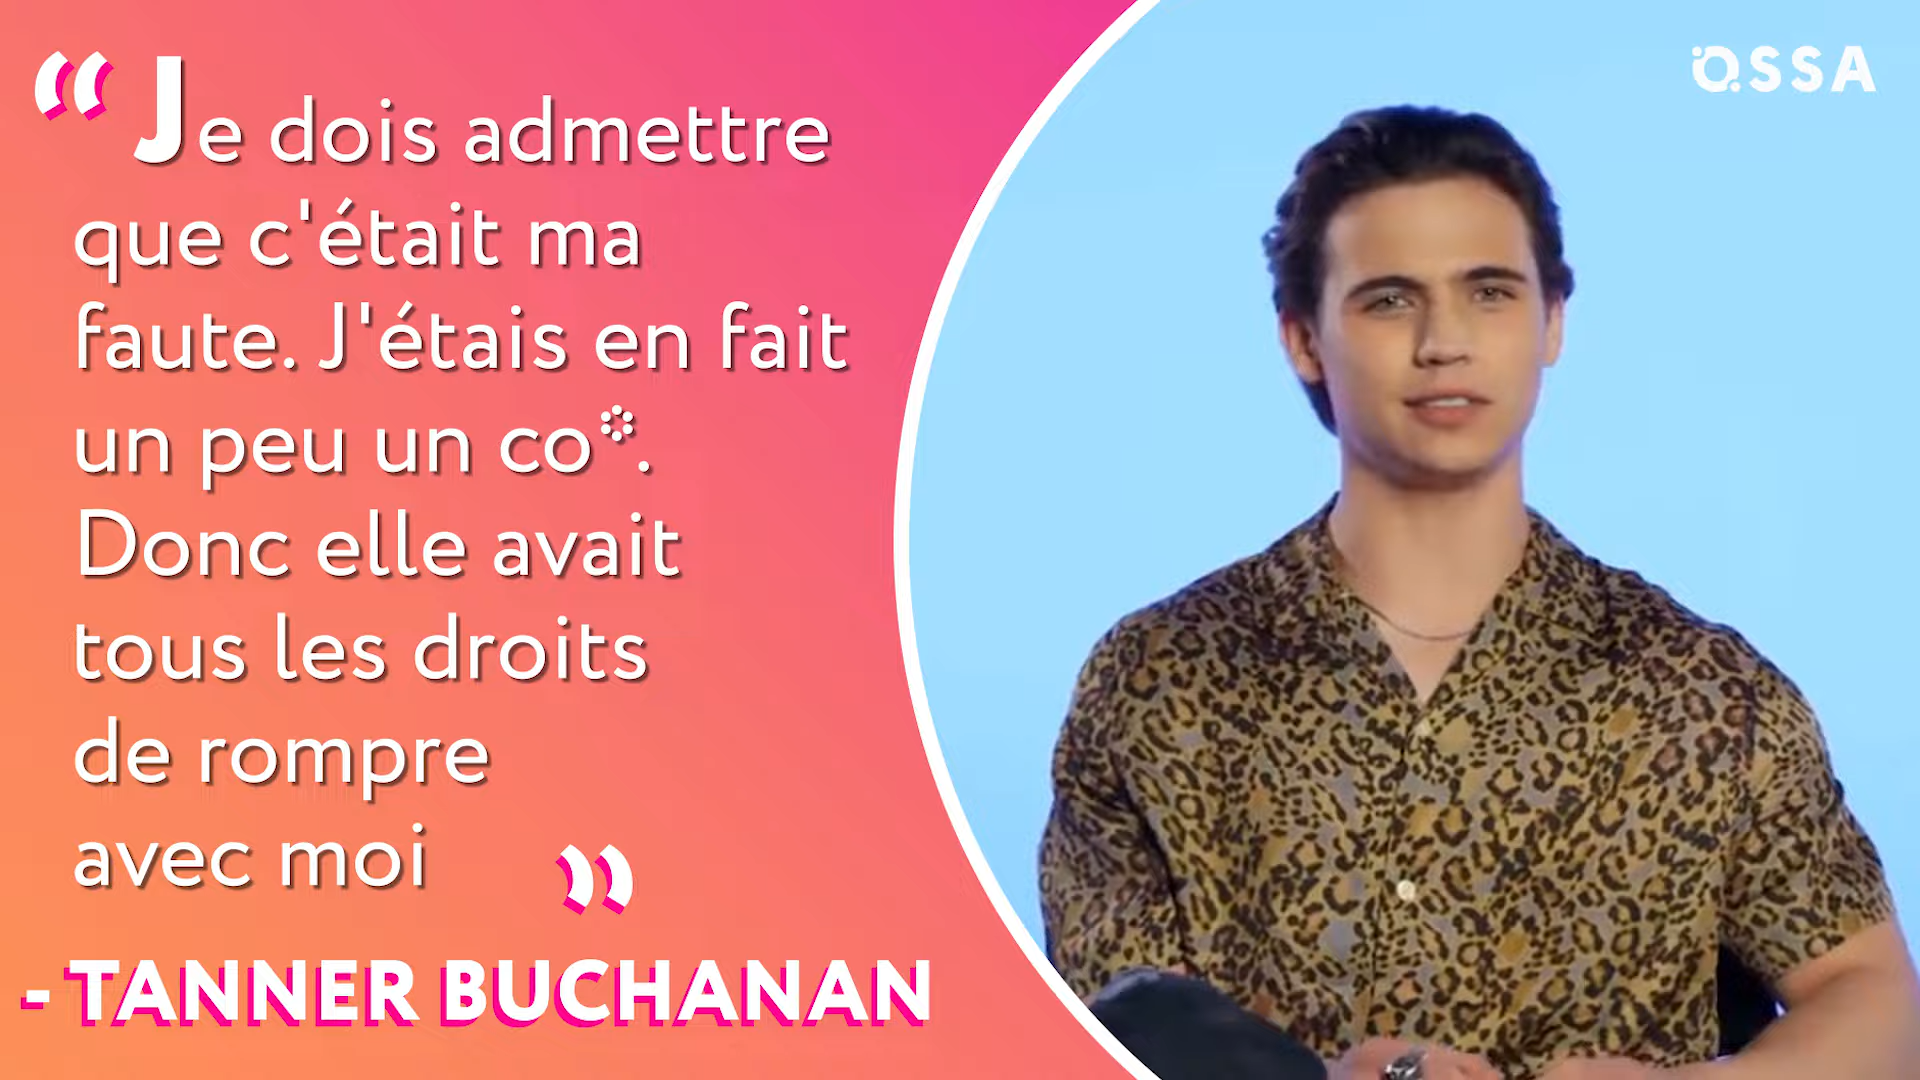 OSSA
“Je dois admettre
que c'était ma
faute. J'étais en fait
un peu un co*.
Donc elle avait
tous les droits
de rompre
avec moi”
- TANNER BUCHANAN